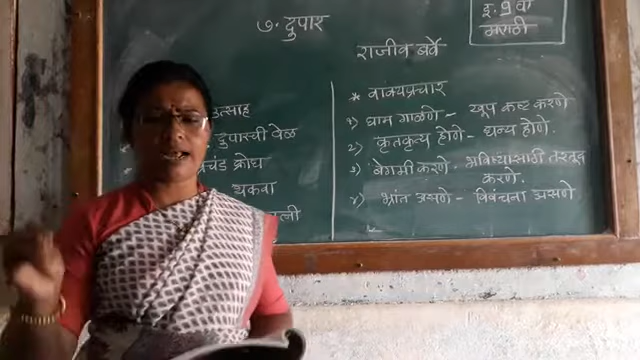 इ. ९ वी
मराठी
७. दुपार
राजीव बर्वे
उत्साह
दुपारची वेळ
प्रचंड क्रोध
थकवा
* वाक्प्रचार
१) घाम गाळणे - खूप कष्ट करणे
२) कृतकृत्य होणे - धन्य होणे.
३) बेगमी करणे - भविष्यासाठी तरतूद
करणे.
४) भ्रांत असणे - विवंचना असणे